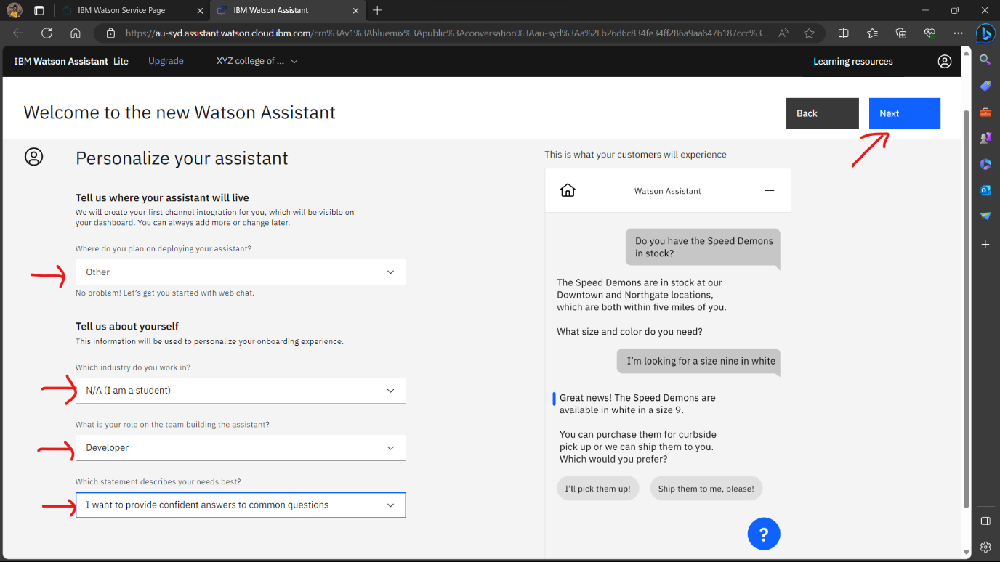 IBM Watson Service Page
IBM Watson Assistant
https://au-syd.assistant.watson.cloud.ibm.com/crn%3Av1%3Abluemix%3Apublic%3Aconversation%3Aau-syd%3Aa%2Fb26d6c834fe34ff286a9aa6476187ccc%3...
IBM Watson Assistant Lite
Upgrade
XYZ college of ...
Learning resources
Welcome to the new Watson Assistant
Back
Next
Personalize your assistant
Tell us where your assistant will live
We will create your first channel integration for you, which will be visible on
your dashboard. You can always add more or change later.
Where do you plan on deploying your assistant?
Other
No problem! Let's get you started with web chat.
Tell us about yourself
This information will be used to personalize your onboarding experience.
Which industry do you work in?
N/A (I am a student)
What is your role on the team building the assistant?
Developer
Which statement describes your needs best?
I want to provide confident answers to common questions
This is what your customers will experience
Watson Assistant
Do you have the Speed Demons
in stock?
The Speed Demons are in stock at our
Downtown and Northgate locations,
which are both within five miles of you.
What size and color do you need?
I'm looking for a size nine in white
Great news! The Speed Demons are
available in white in a size 9.
You can purchase them for curbside
pick up or we can ship them to you.
Which would you prefer?
I'll pick them up!
Ship them to me, please!
?